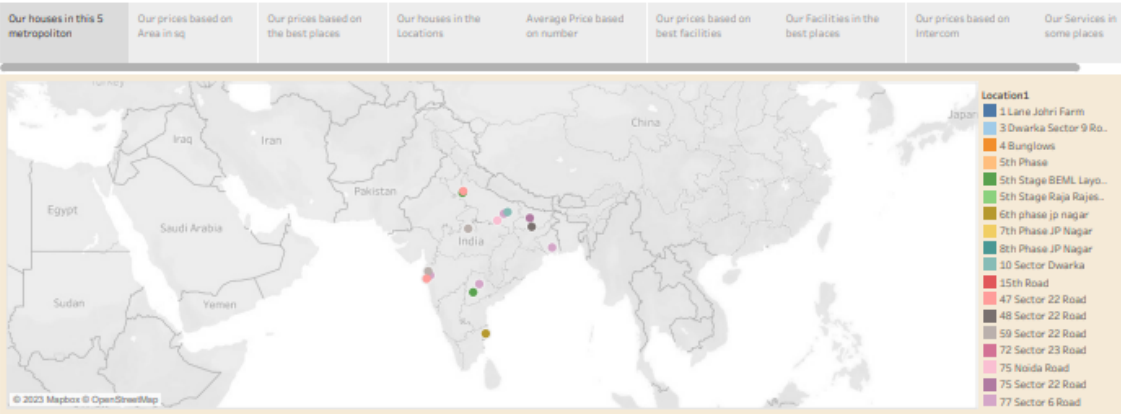 Our houses in this 5
metropoliton
Our prices based on
Area in sq
Our prices based on
the best places
Our houses in the
Locations
Average Price based
on number
Our prices based on
best facilities
Our Facilities in the
best places
Our prices based on
Intercom
Our Services in
some places
Turkey
Iraq
Iran
China
Japan
Pakistan
Egypt
Saudi Arabia
India
Sudan
Yemen
© 2023 Mapbox © OpenStreetMap
Location1
1 Lane Johri Farm
3 Dwarka Sector 9 Ro..
4 Bunglows
5th Phase
5th Stage BEML Layo..
5th Stage Raja Rajes..
6th phase jp nagar
7th Phase JP Nagar
8th Phase JP Nagar
10 Sector Dwarka
15th Road
47 Sector 22 Road
48 Sector 22 Road
59 Sector 22 Road
72 Sector 23 Road
75 Noida Road
75 Sector 22 Road
77 Sector 6 Road